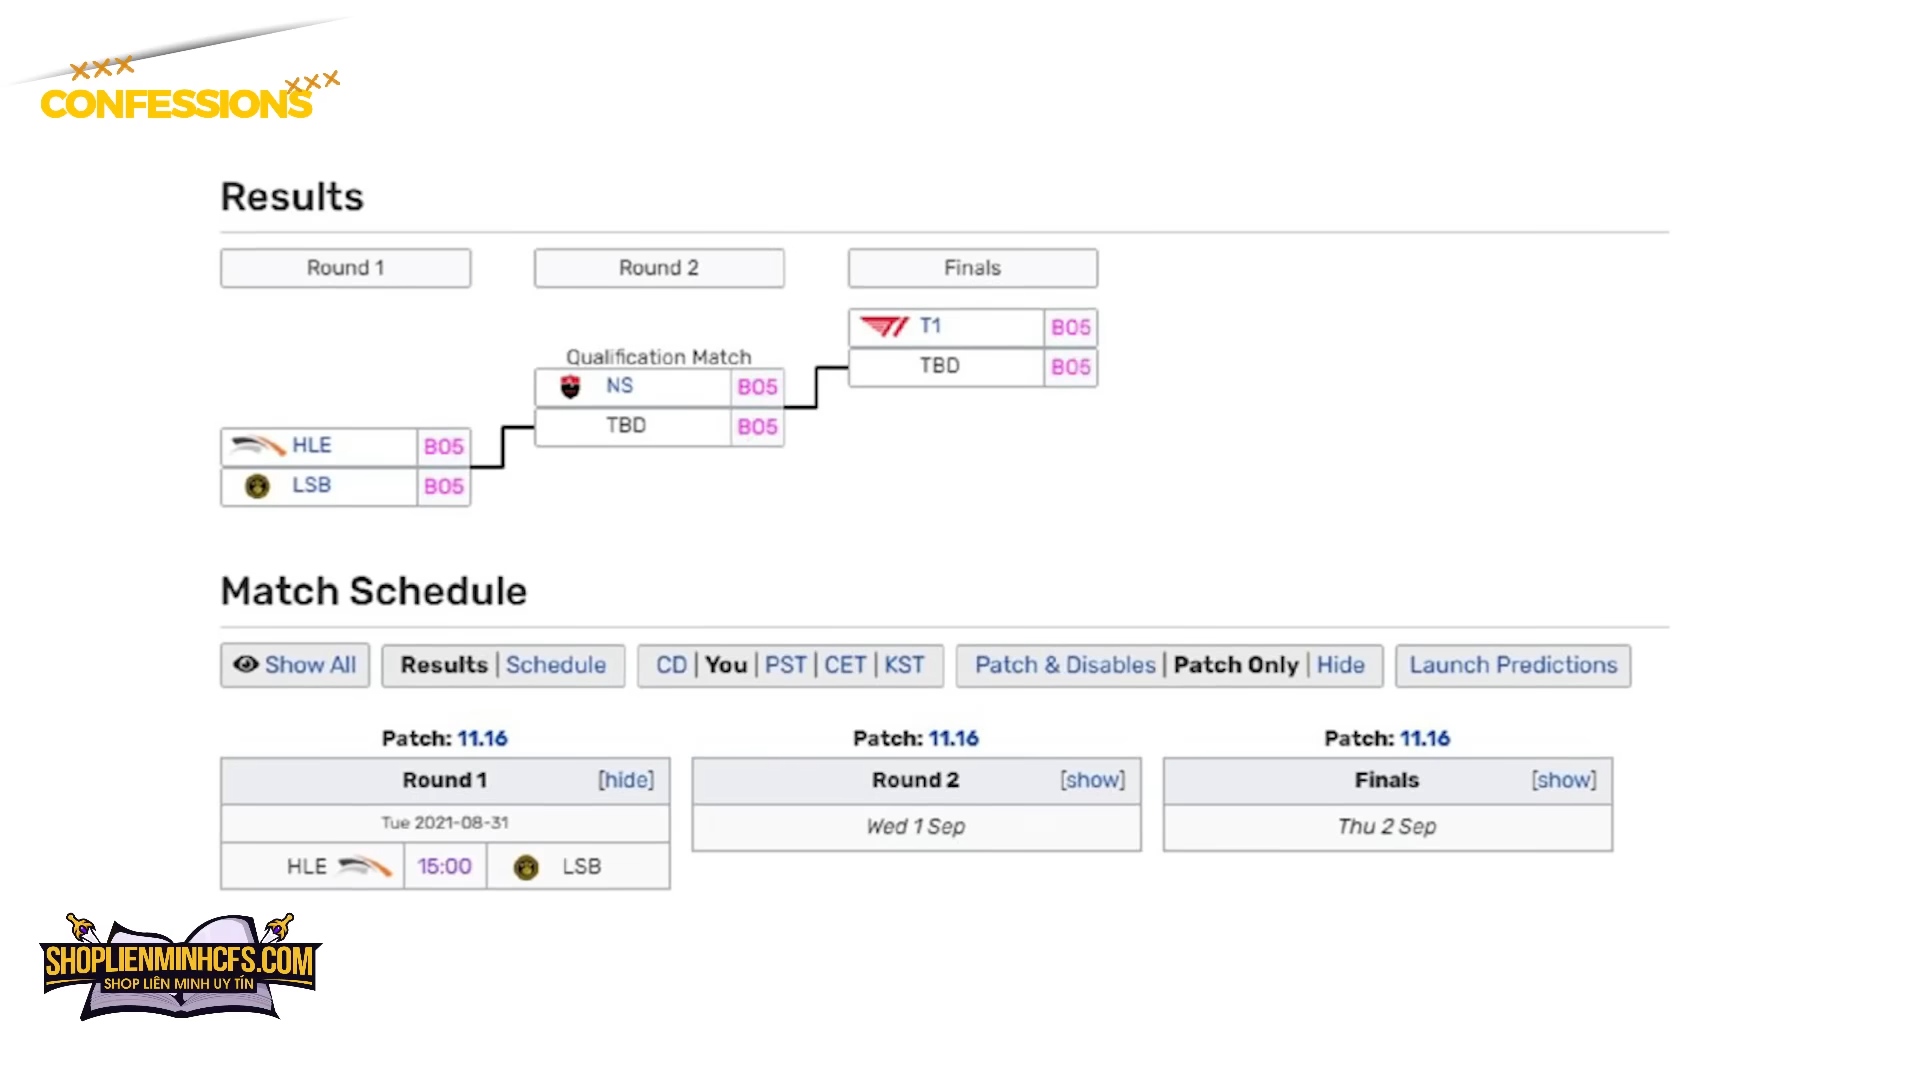 CONFESSIONS
Results
Round 1
Round 2
Finals
T1 BO5
TBD BO5
Qualification Match
NS BO5
TBD BO5
HLE BO5
LSB BO5
Match Schedule
Show All
Results | Schedule
CD | You | PST | CET | KST
Patch & Disables | Patch Only | Hide
Launch Predictions
Patch: 11.16
Round 1 [hide]
Tue 2021-08-31
HLE 15:00 LSB
Patch: 11.16
Round 2 [show]
Wed 1 Sep
Patch: 11.16
Finals [show]
Thu 2 Sep
SHOPLIENMINHCFS.COM
SHOP LIÊN MINH UY TÍN